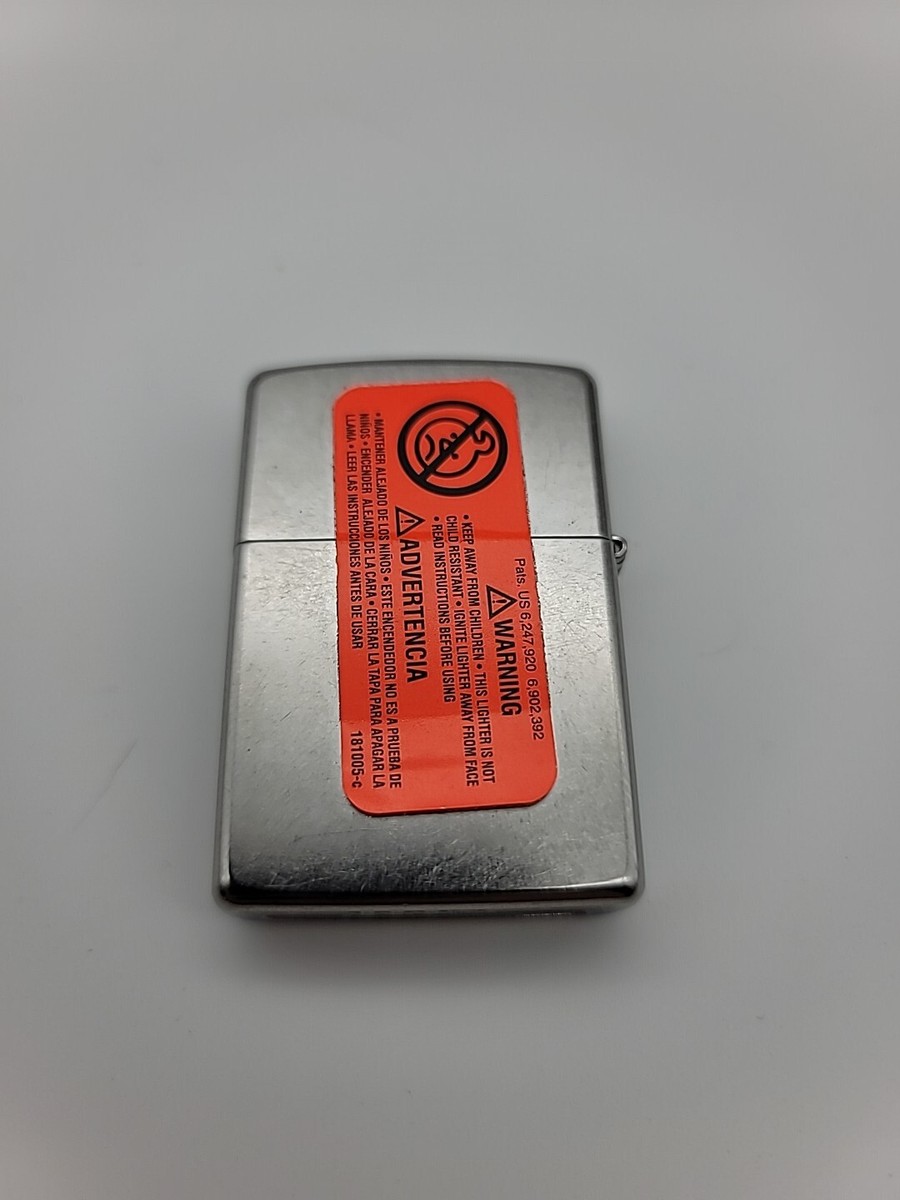 Pats. US 6,247,920 6,902,392
WARNING
• KEEP AWAY FROM CHILDREN • THIS LIGHTER IS NOT
CHILD RESISTANT • IGNITE LIGHTER AWAY FROM FACE
• READ INSTRUCTIONS BEFORE USING
ADVERTENCIA
• MANTENER ALEJADO DE LOS NIÑOS • ESTE ENCENDEDOR NO ES A PRUEBA DE
NIÑOS • ENCENDER ALEJADO DE LA CARA • CERRAR LA TAPA PARA APAGAR LA
LLAMA • LEER LAS INSTRUCCIONES ANTES DE USAR
181005-c